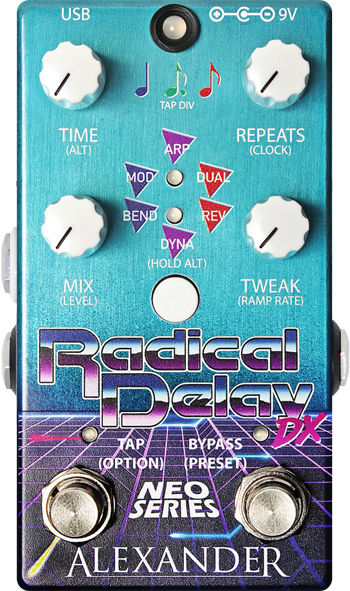 USB
9V
TAP DIV
TIME
(ALT)
REPEATS
(CLOCK)
ARP
MOD
DUAL
BEND
REV
DYNA
(HOLD ALT)
MIX
(LEVEL)
TWEAK
(RAMP RATE)
Radical
Delay
DX
TAP
(OPTION)
BYPASS
(PRESET)
NEO
SERIES
ALEXANDER